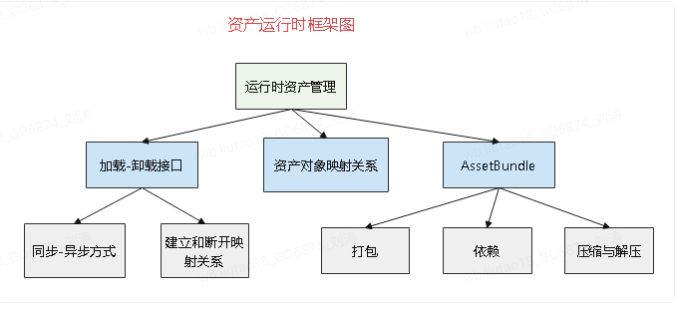 资产运行时框架图
运行时资产管理
加载-卸载接口
资产对象映射关系
AssetBundle
同步-异步方式
建立和断开映
射关系
打包
依赖
压缩与解压